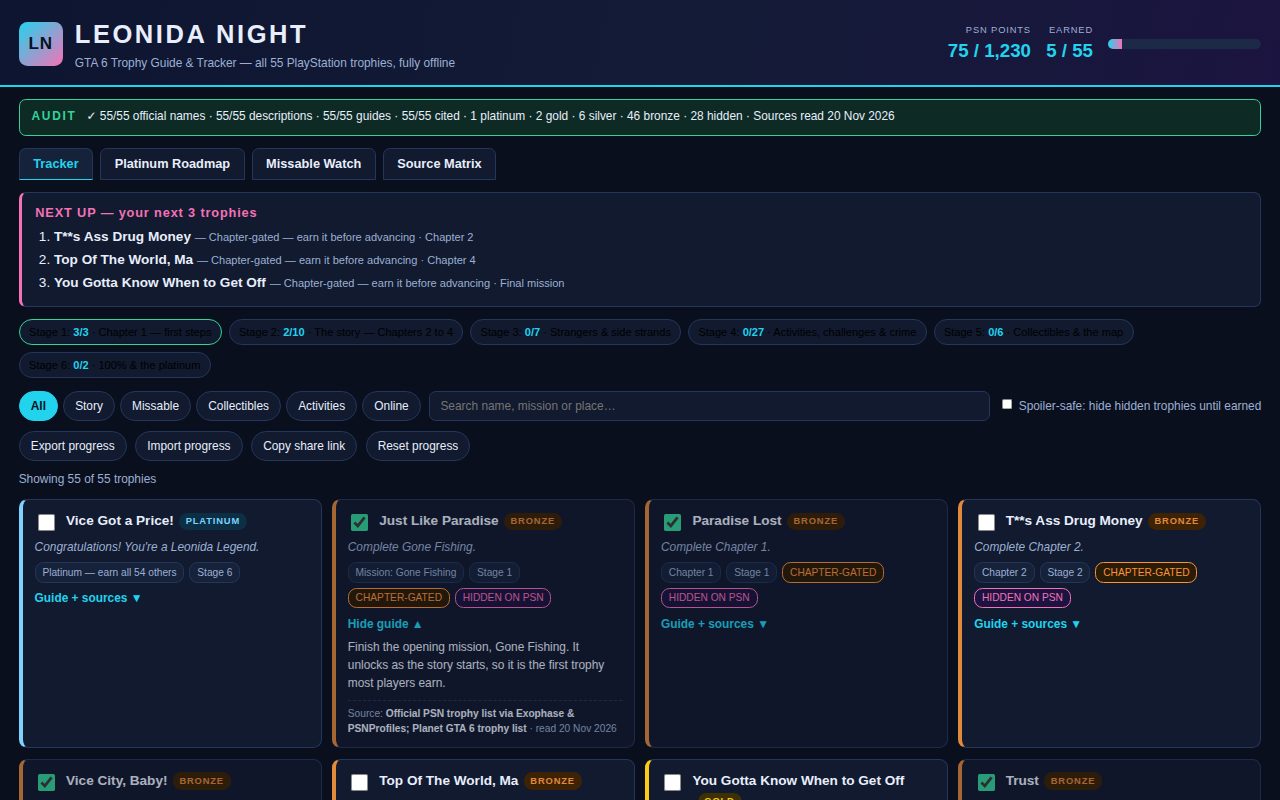 LN
LEONIDA NIGHT
GTA 6 Trophy Guide & Tracker — all 55 PlayStation trophies, fully offline
PSN POINTS
75 / 1,230
EARNED
5 / 55
AUDIT ✓ 55/55 official names · 55/55 descriptions · 55/55 guides · 55/55 cited · 1 platinum · 2 gold · 6 silver · 46 bronze · 28 hidden · Sources read 20 Nov 2026
Tracker
Platinum Roadmap
Missable Watch
Source Matrix
NEXT UP — your next 3 trophies
1. T**s Ass Drug Money — Chapter-gated — earn it before advancing · Chapter 2
2. Top Of The World, Ma — Chapter-gated — earn it before advancing · Chapter 4
3. You Gotta Know When to Get Off — Chapter-gated — earn it before advancing · Final mission
Stage 1: 3/3 · Chapter 1 — first steps
Stage 2: 2/10 · The story — Chapters 2 to 4
Stage 3: 0/7 · Strangers & side strands
Stage 4: 0/27 · Activities, challenges & crime
Stage 5: 0/6 · Collectibles & the map
Stage 6: 0/2 · 100% & the platinum
All
Story
Missable
Collectibles
Activities
Online
Search name, mission or place…
Spoiler-safe: hide hidden trophies until earned
Export progress
Import progress
Copy share link
Reset progress
Showing 55 of 55 trophies
Vice Got a Price! PLATINUM
Congratulations! You're a Leonida Legend.
Platinum — earn all 54 others
Stage 6
Guide + sources ▼
Just Like Paradise BRONZE
Complete Gone Fishing.
Mission: Gone Fishing
Stage 1
CHAPTER-GATED
HIDDEN ON PSN
Hide guide ▲
Finish the opening mission, Gone Fishing. It
unlocks as the story starts, so it is the first trophy
most players earn.
Source: Official PSN trophy list via Exophase &
PSNProfiles; Planet GTA 6 trophy list · read 20 Nov 2026
Paradise Lost BRONZE
Complete Chapter 1.
Chapter 1
Stage 1
CHAPTER-GATED
HIDDEN ON PSN
Guide + sources ▼
T**s Ass Drug Money BRONZE
Complete Chapter 2.
Chapter 2
Stage 2
CHAPTER-GATED
HIDDEN ON PSN
Guide + sources ▼
Vice City, Baby! BRONZE
Top Of The World, Ma BRONZE
You Gotta Know When to Get Off
GOLD
Trust BRONZE